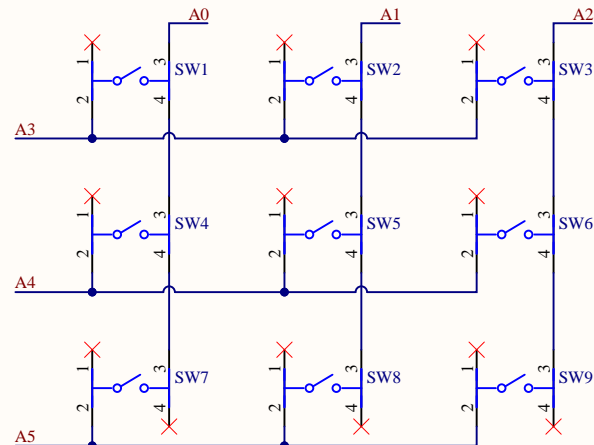 A0 A1 A2
1 3 SW1 1 3 SW2 1 3 SW3
2 4 2 4 2 4
A3
1 3 SW4 1 3 SW5 1 3 SW6
2 4 2 4 2 4
A4
1 3 SW7 1 3 SW8 1 3 SW9
2 4 2 4 2 4
A5